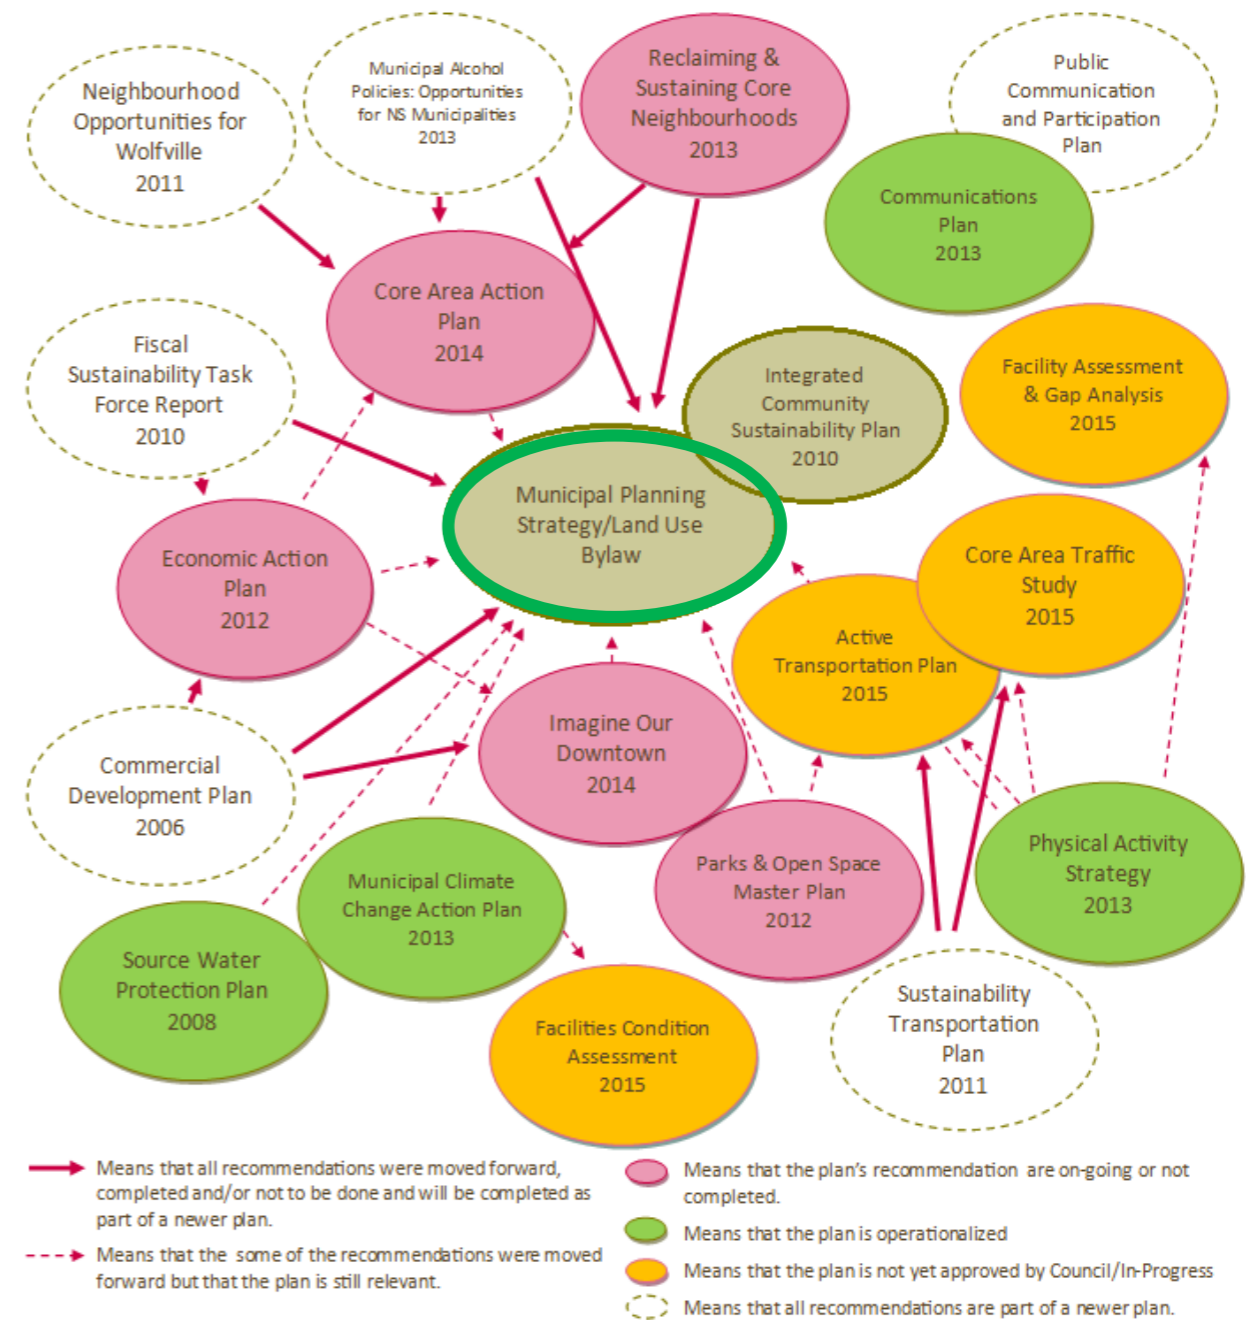 Neighbourhood
Opportunities for
Wolfville
2011
Municipal Alcohol
Policies: Opportunities
for NS Municipalities
2013
Reclaiming &
Sustaining Core
Neighbourhoods
2013
Public
Communication
and Participation
Plan
Communications
Plan
2013
Core Area Action
Plan
2014
Fiscal
Sustainability Task
Force Report
2010
Integrated
Community
Sustainability Plan
2010
Facility Assessment
& Gap Analysis
2015
Municipal Planning
Strategy/Land Use
Bylaw
Economic Action
Plan
2012
Core Area Traffic
Study
2015
Active
Transportation Plan
2015
Imagine Our
Downtown
2014
Commercial
Development Plan
2006
Municipal Climate
Change Action Plan
2013
Parks & Open Space
Master Plan
2012
Physical Activity
Strategy
2013
Source Water
Protection Plan
2008
Facilities Condition
Assessment
2015
Sustainability
Transportation
Plan
2011
Means that all recommendations were moved forward,
completed and/or not to be done and will be completed as
part of a newer plan.
Means that the some of the recommendations were moved
forward but that the plan is still relevant.
Means that the plan's recommendation are on-going or not
completed.
Means that the plan is operationalized
Means that the plan is not yet approved by Council/In-Progress
Means that all recommendations are part of a newer plan.